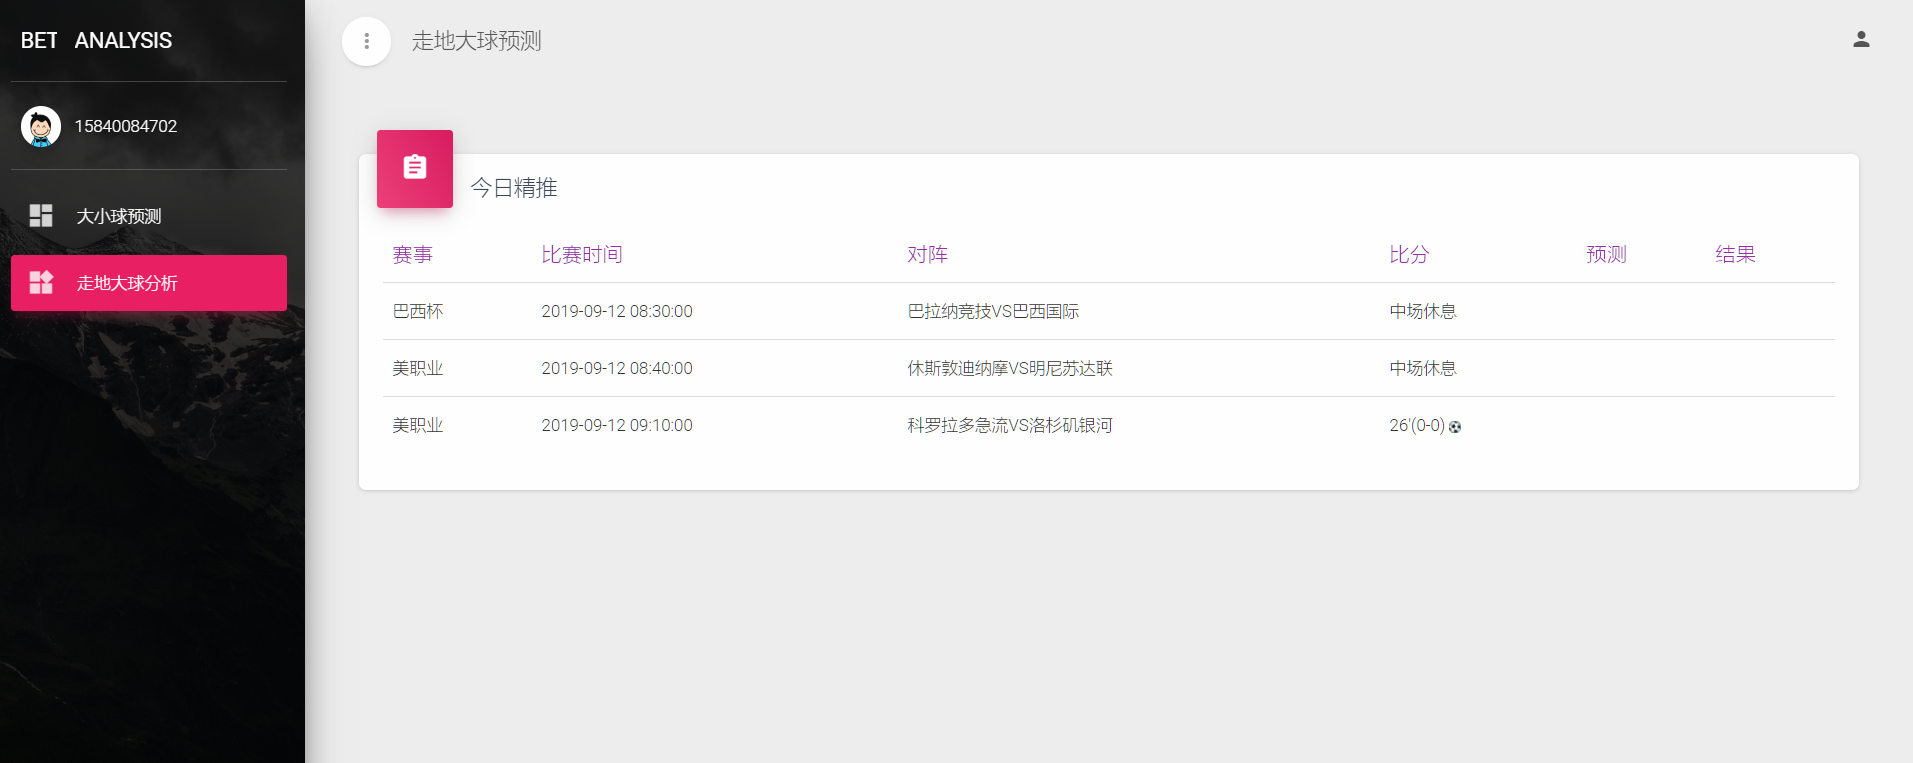 BET ANALYSIS
15840084702
大小球预测
走地大球分析
走地大球预测
今日精推
赛事 比赛时间 对阵 比分 预测 结果
巴西杯 2019-09-12 08:30:00 巴拉纳竞技VS巴西国际 中场休息
美职业 2019-09-12 08:40:00 休斯敦迪纳摩VS明尼苏达联 中场休息
美职业 2019-09-12 09:10:00 科罗拉多急流VS洛杉矶银河 26'(0-0)